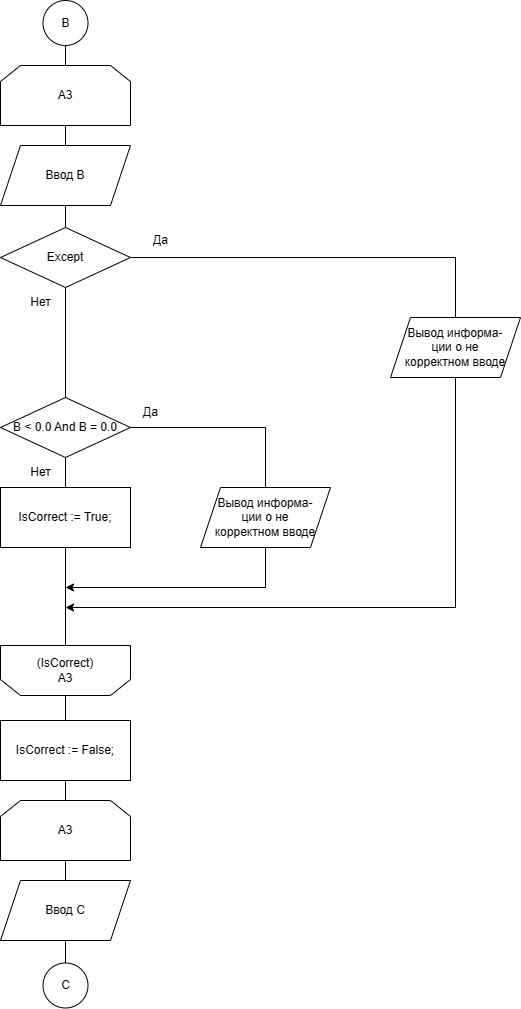 B
A3
Ввод B
Except
Да
Нет
Вывод информа-
ции о не
корректном вводе
B < 0.0 And B = 0.0
Да
Нет
IsCorrect := True;
Вывод информа-
ции о не
корректном вводе
(IsCorrect)
A3
IsCorrect := False;
A3
Ввод C
C